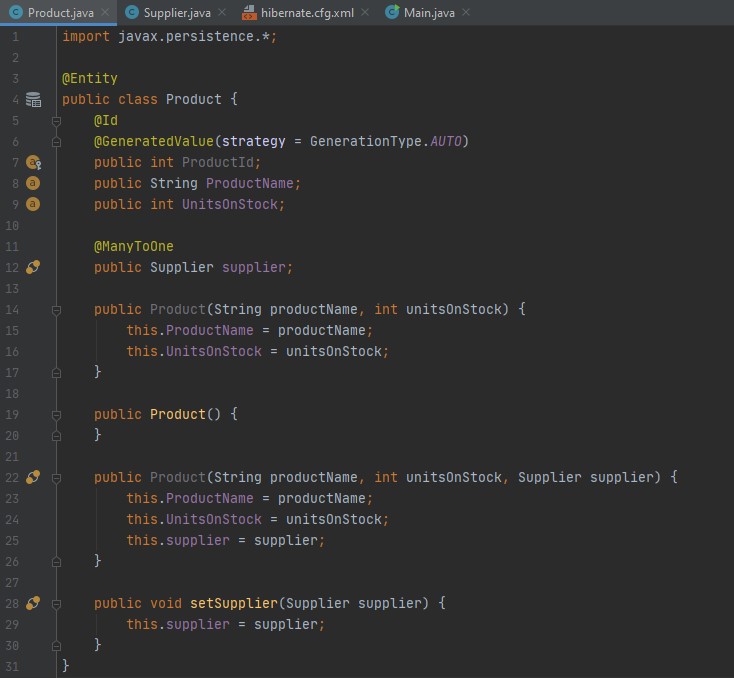 Product.java Supplier.java hibernate.cfg.xml Main.java
1 import javax.persistence.*;
2
3 @Entity
4 public class Product {
5 @Id
6 @GeneratedValue(strategy = GenerationType.AUTO)
7 public int ProductId;
8 public String ProductName;
9 public int UnitsOnStock;
10
11 @ManyToOne
12 public Supplier supplier;
13
14 public Product(String productName, int unitsOnStock) {
15 this.ProductName = productName;
16 this.UnitsOnStock = unitsOnStock;
17 }
18
19 public Product() {
20 }
21
22 public Product(String productName, int unitsOnStock, Supplier supplier) {
23 this.ProductName = productName;
24 this.UnitsOnStock = unitsOnStock;
25 this.supplier = supplier;
26 }
27
28 public void setSupplier(Supplier supplier) {
29 this.supplier = supplier;
30 }
31 }